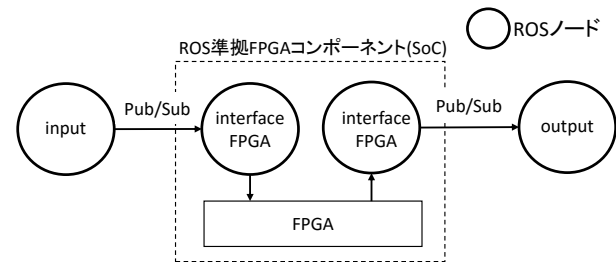 ROSノード
ROS準拠FPGAコンポーネント(SoC)
input
Pub/Sub
interface
FPGA
interface
FPGA
Pub/Sub
output
FPGA